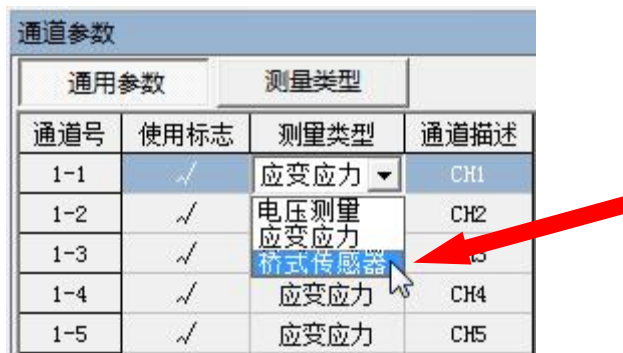 通道参数
通用参数 测量类型
通道号 使用标志 测量类型 通道描述
1-1 √ 应变应力 CH1
1-2 √ 电压测量 CH2
应变应力
1-3 √ 桥式传感器
1-4 √ 应变应力 CH4
1-5 √ 应变应力 CH5